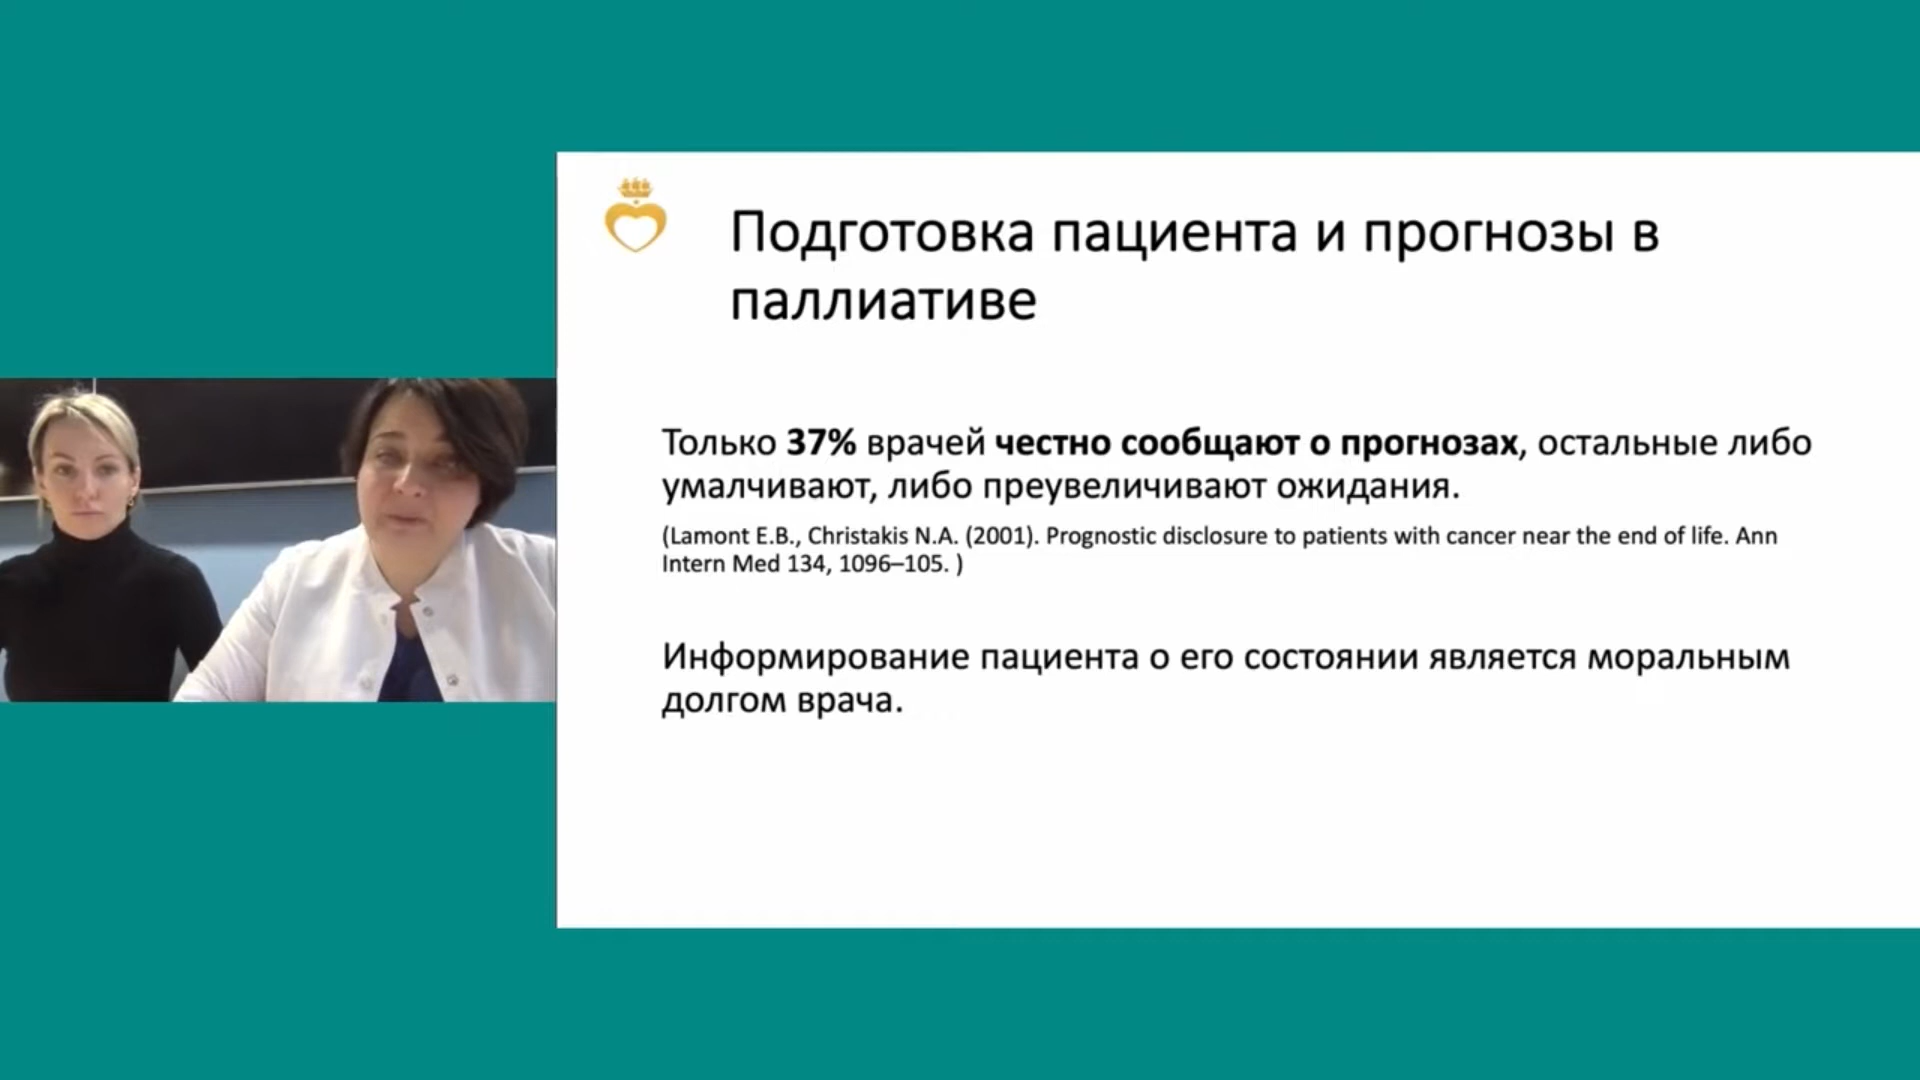 Подготовка пациента и прогнозы в
паллиативе
Только 37% врачей честно сообщают о прогнозах, остальные либо
умалчивают, либо преувеличивают ожидания.
(Lamont E.B., Christakis N.A. (2001). Prognostic disclosure to patients with cancer near the end of life. Ann
Intern Med 134, 1096–105. )
Информирование пациента о его состоянии является моральным
долгом врача.